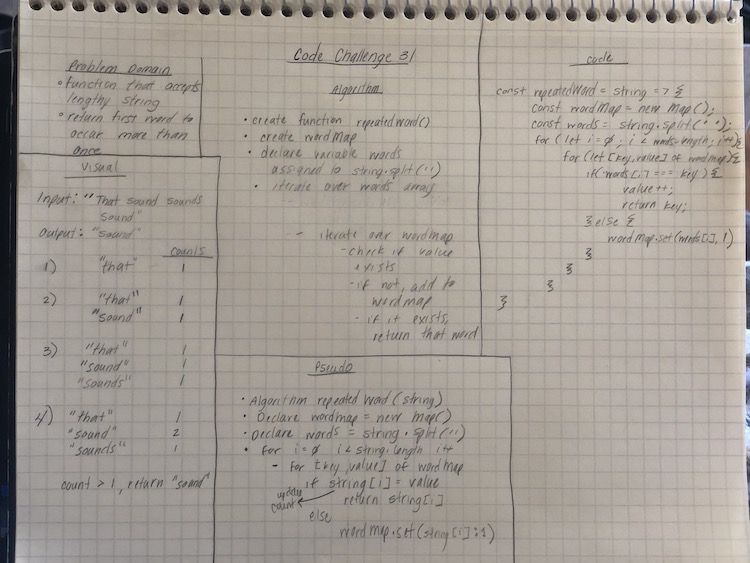 Code Challenge 31
Problem Domain
• function that accepts
lengthy string
• return first word to
occur more than
once
Visual
Input: "That sound sounds
sound"
Output: "sound"
counts
1) "that" 1
2) "that" 1
"sound" 1
3) "that" 1
"sound" 1
"sounds" 1
4) "that" 1
"sound" 2
"sounds" 1
count > 1, return "sound"
Algorithm
• create function repeatedWord()
• create wordMap
• declare variable words
assigned to string.split(' ')
• iterate over words array
- iterate over wordmap
- check if value
exists
- if not, add to
wordmap
- if it exists,
return that word
Pseudo
• Algorithm repeated word (string)
• Declare wordmap = new map()
• Declare words = string.split(' ')
• for i=0 i<string.length i++
- for [key, value] of wordmap
if string[i] = value
update
count
return string[i]
else
wordmap.set(string[i]:1)
code
const repeatedWord = string => {
const wordMap = new Map();
const words = string.split(' ');
for (let i=0; i < words.length; i++){
for (let [key,value] of wordmap){
if(words[i] === key){
value++;
return key;
} else {
wordMap.set(words[i], 1)
}
}
}
}